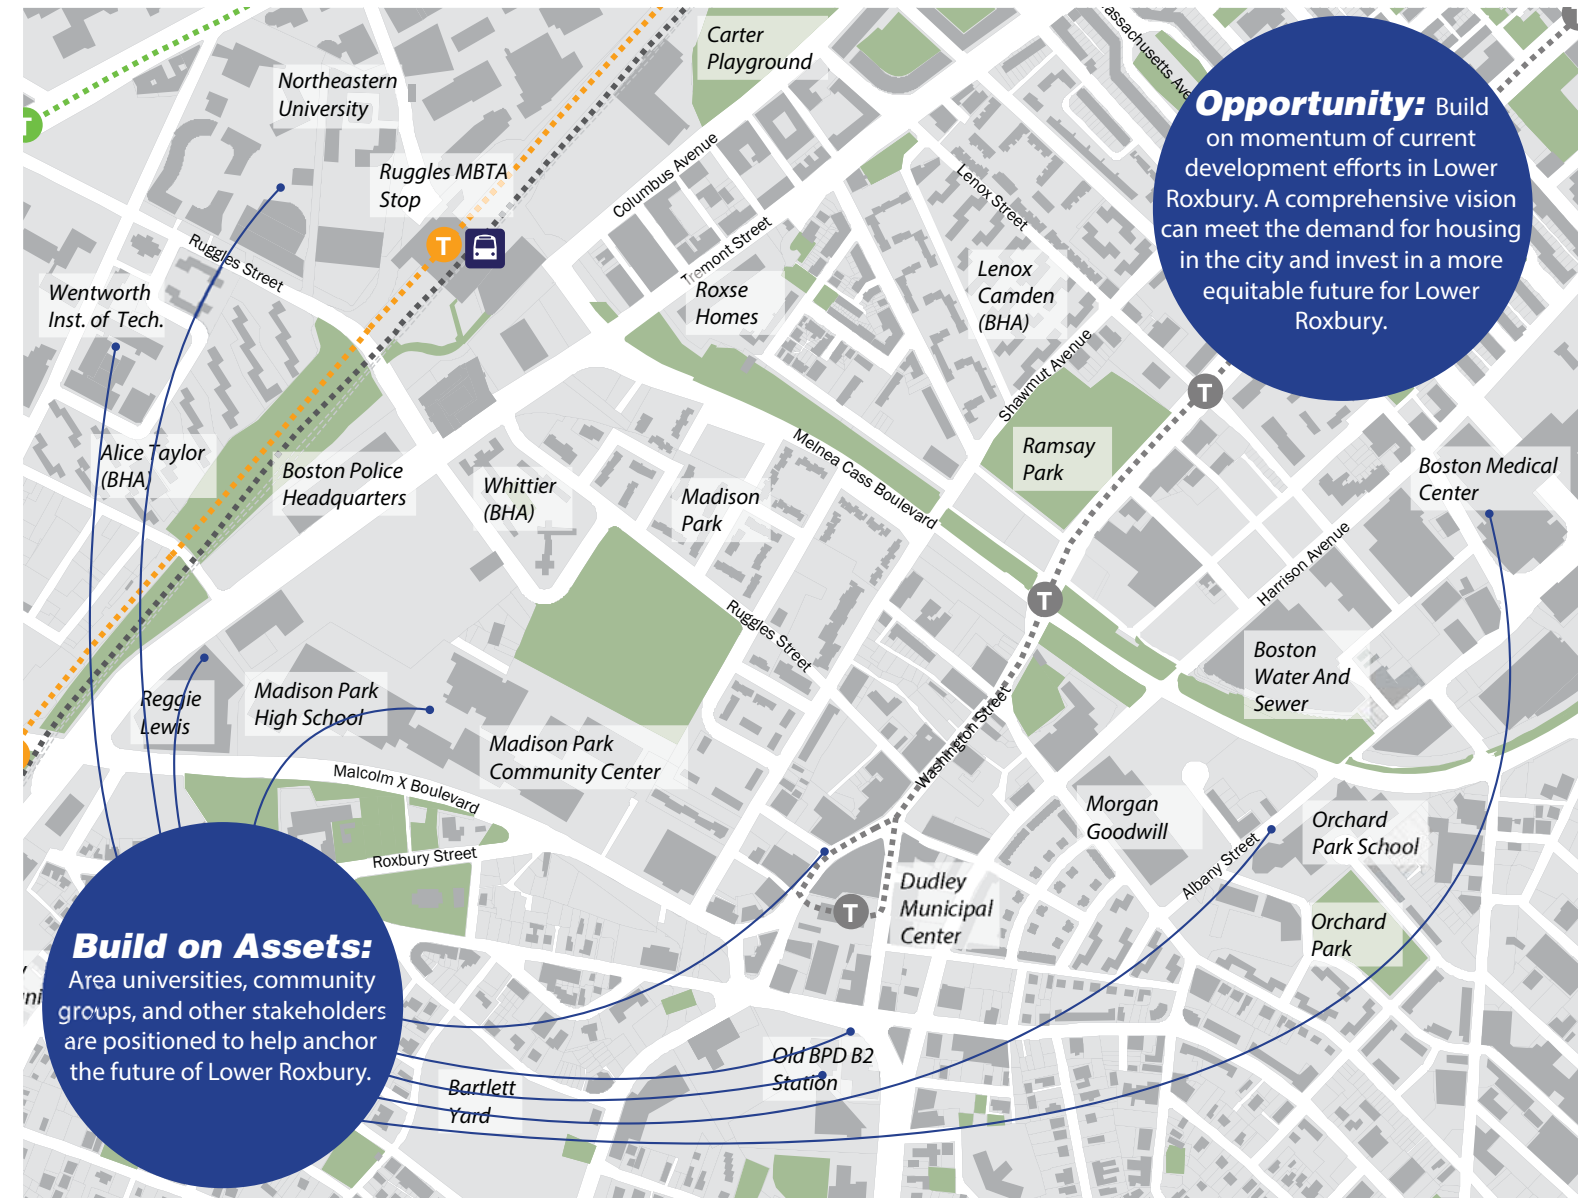 Carter
Playground
Massachusetts Ave
Northeastern
University
Opportunity: Build
on momentum of current
development efforts in Lower
Roxbury. A comprehensive vision
can meet the demand for housing
in the city and invest in a more
equitable future for Lower
Roxbury.
T
Ruggles MBTA
Stop
Columbus Avenue
Lenox Street
T
Ruggles Street
Tremont Street
Wentworth
Inst. of Tech.
Roxse
Homes
Lenox
Camden
(BHA)
Shawmut Avenue
T
Alice Taylor
(BHA)
Boston Police
Headquarters
Whittier
(BHA)
Madison
Park
Melnea Cass Boulevard
Ramsay
Park
Boston Medical
Center
Harrison Avenue
T
Ruggles Street
Boston
Water And
Sewer
Reggie
Lewis
Madison Park
High School
Madison Park
Community Center
Washington Street
Malcolm X Boulevard
Morgan
Goodwill
Orchard
Park School
Roxbury Street
Albany Street
Dudley
Municipal
Center
T
Orchard
Park
Build on Assets:
Area universities, community
groups, and other stakeholders
are positioned to help anchor
the future of Lower Roxbury.
Old BPD B2
Station
Bartlett
Yard